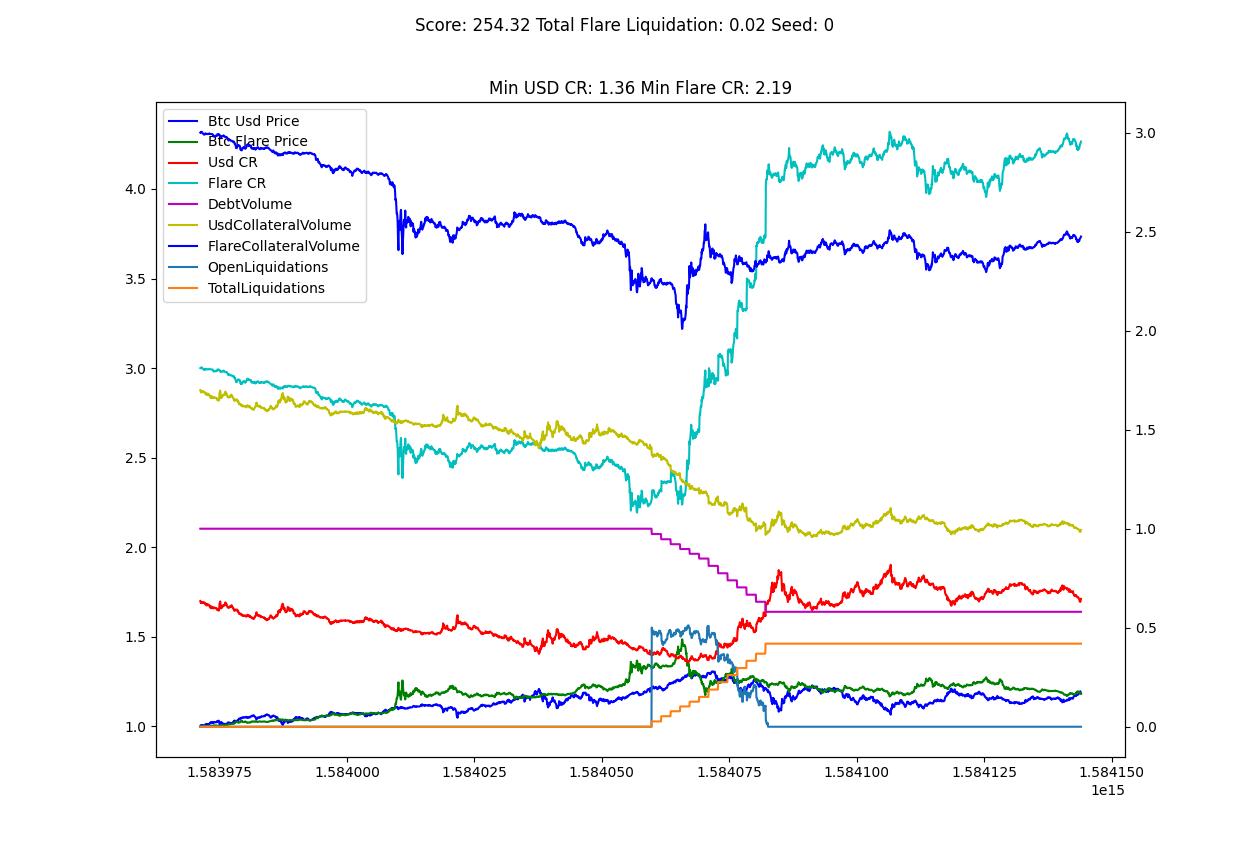 Score: 254.32 Total Flare Liquidation: 0.02 Seed: 0
Min USD CR: 1.36 Min Flare CR: 2.19
Btc Usd Price
Btc Flare Price
Usd CR
Flare CR
DebtVolume
UsdCollateralVolume
FlareCollateralVolume
OpenLiquidations
TotalLiquidations
4.0
3.5
3.0
2.5
2.0
1.5
1.0
3.0
2.5
2.0
1.5
1.0
0.5
0.0
1.583975 1.584000 1.584025 1.584050 1.584075 1.584100 1.584125 1.584150
1e15